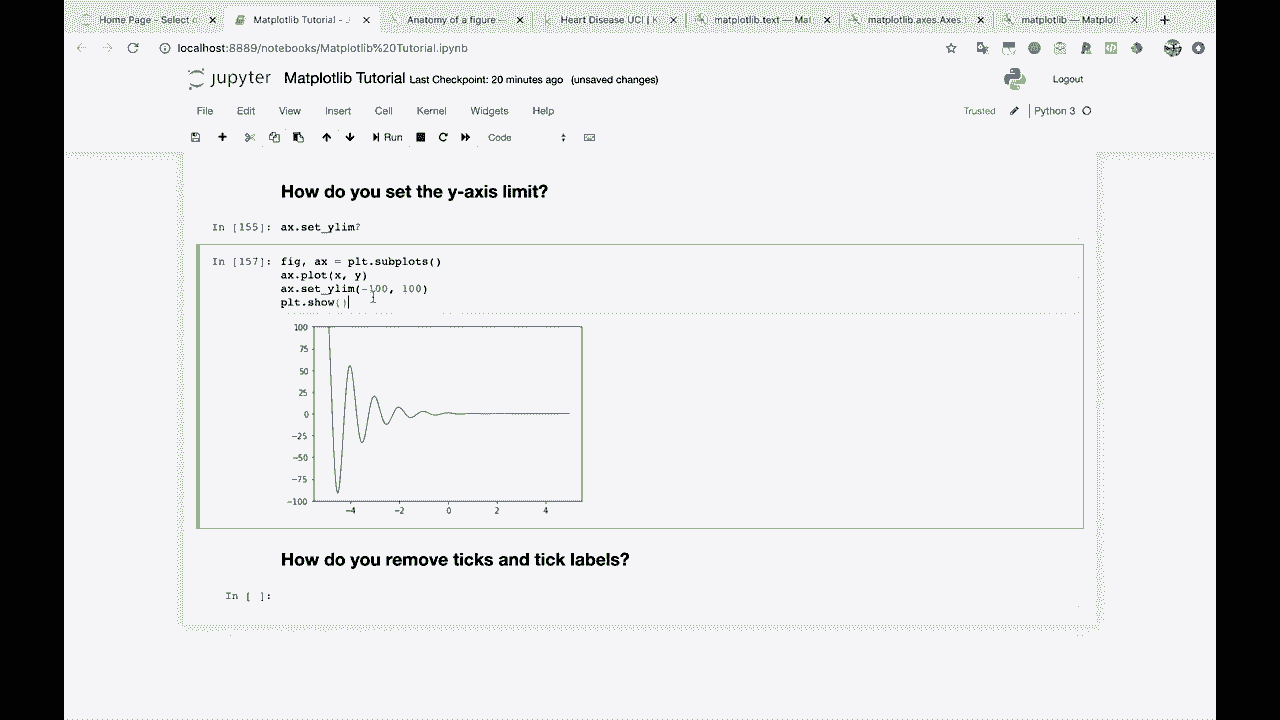 Home Page - Select
Matplotlib Tutorial -
Anatomy of a figure
Heart Disease UCI |
matplotlib.text — Mat
matplotlib.axes.Axes
matplotlib — Matplotl
localhost:8889/notebooks/Matplotlib%20Tutorial.ipynb
jupyter Matplotlib Tutorial Last Checkpoint: 20 minutes ago (unsaved changes)
Logout
File Edit View Insert Cell Kernel Widgets Help
Trusted
Python 3
Run
Code
How do you set the y-axis limit?
In [155]: ax.set_ylim?
In [157]: fig, ax = plt.subplots()
ax.plot(x, y)
ax.set_ylim(-100, 100)
plt.show()
100
75
50
25
0
−25
−50
−75
−100
−4 −2 0 2 4
How do you remove ticks and tick labels?
In [ ]: